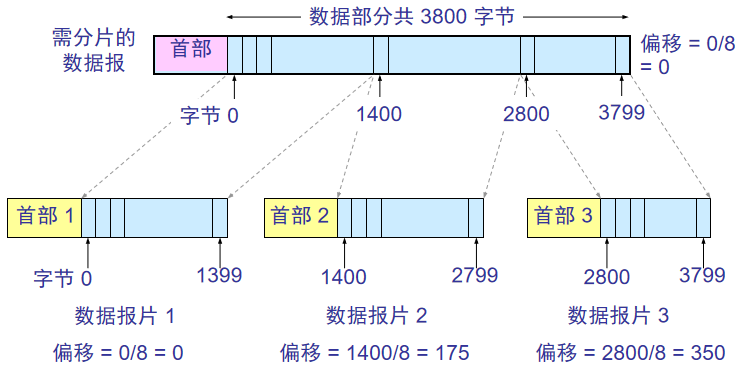 数据部分共 3800 字节
需分片的
数据报
首部
偏移 = 0/8
= 0
字节 0
1400
2800
3799
首部 1
首部 2
首部 3
字节 0
1399
1400
2799
2800
3799
数据报片 1
数据报片 2
数据报片 3
偏移 = 0/8 = 0
偏移 = 1400/8 = 175
偏移 = 2800/8 = 350